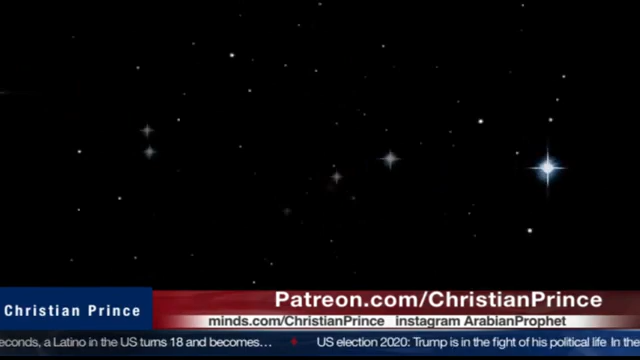 Patreon.com/ChristianPrince
Christian Prince
minds.com/ChristianPrince instagram ArabianProphet
econds, a Latino in the US turns 18 and becomes... US election 2020: Trump is in the fight of his political life. In the